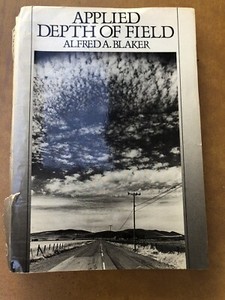 APPLIED
DEPTH OF FIELD
ALFRED A. BLAKER